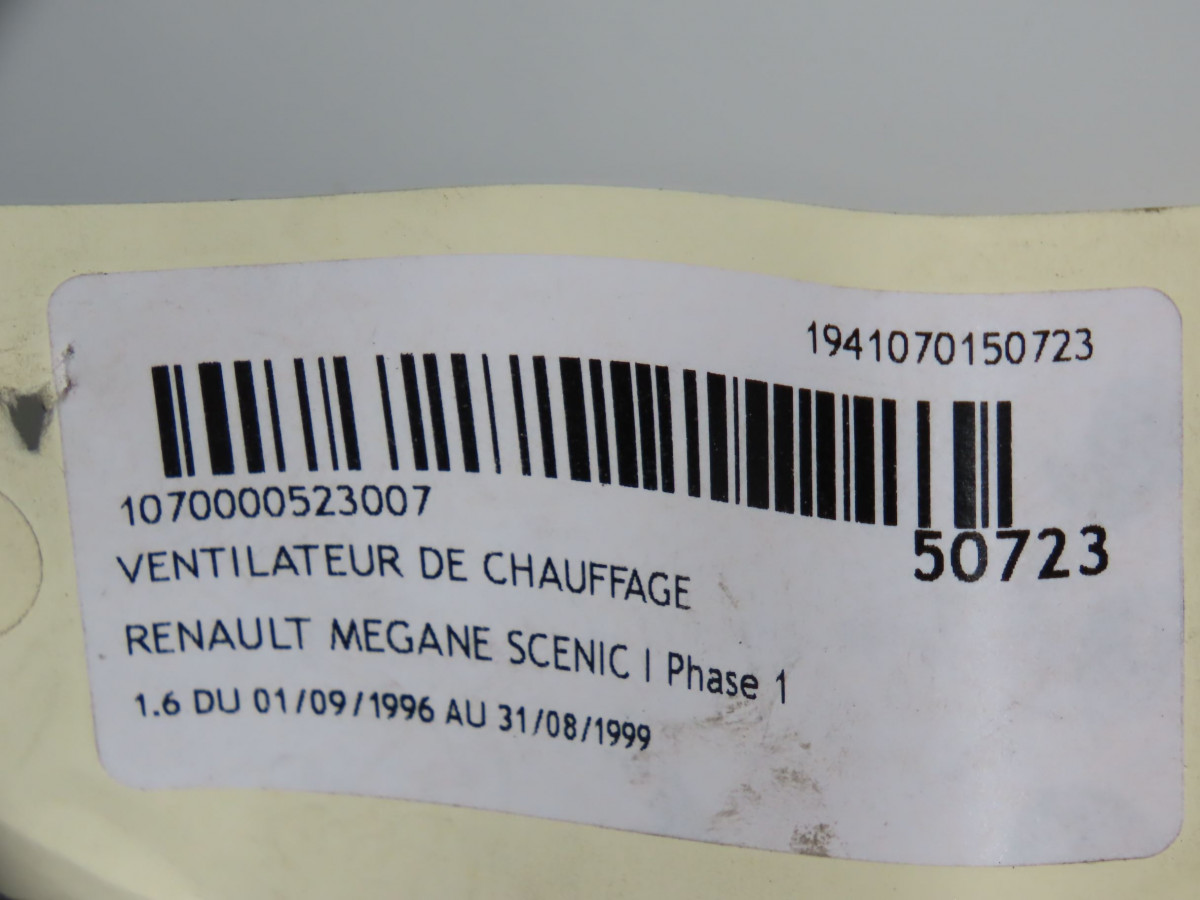 1941070150723
1070000523007
50723
VENTILATEUR DE CHAUFFAGE
RENAULT MEGANE SCENIC I Phase 1
1.6 DU 01/09/1996 AU 31/08/1999